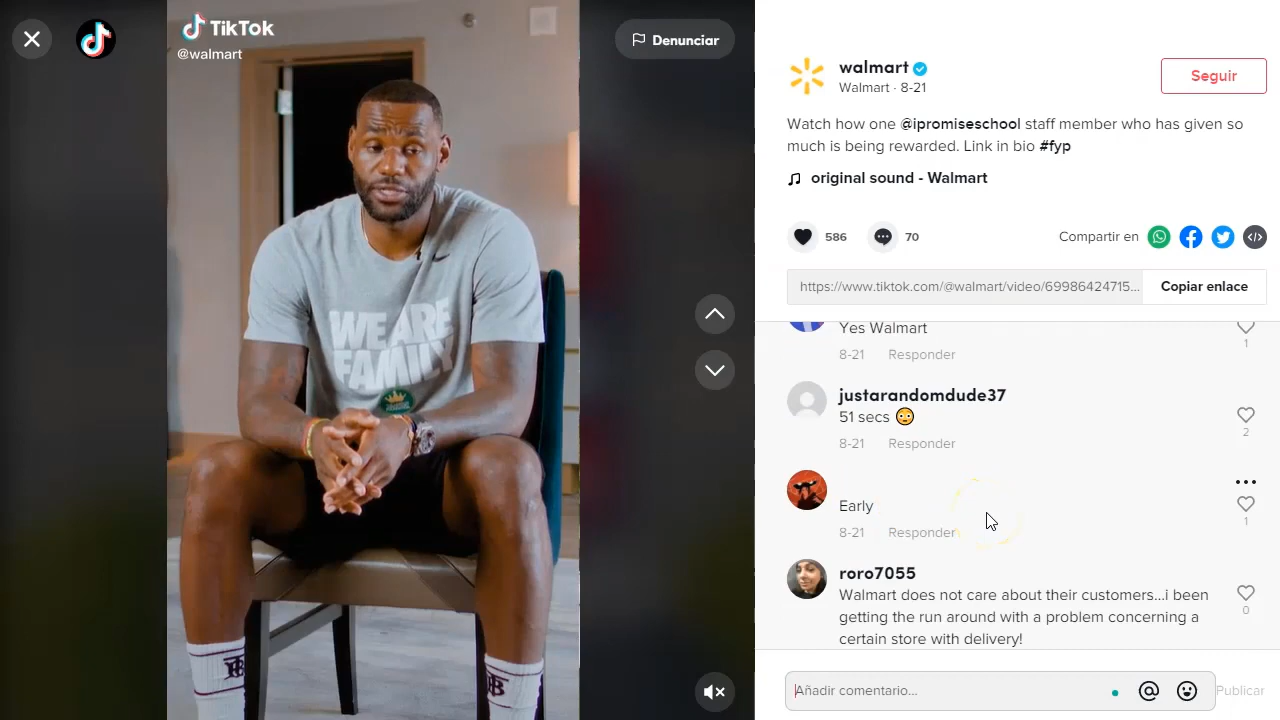 TikTok
@walmart
Denunciar
WE ARE
FAMILY
walmart
Walmart · 8-21
Seguir
Watch how one @ipromiseschool staff member who has given so
much is being rewarded. Link in bio #fyp
original sound - Walmart
586
70
Compartir en
https://www.tiktok.com/@walmart/video/69986424715...
Copiar enlace
Yes Walmart
8-21 Responder
1
justarandomdude37
51 secs 😳
8-21 Responder
2
Early
8-21 Responder
1
roro7055
Walmart does not care about their customers...i been
getting the run around with a problem concerning a
certain store with delivery!
0
Añadir comentario...
Publicar